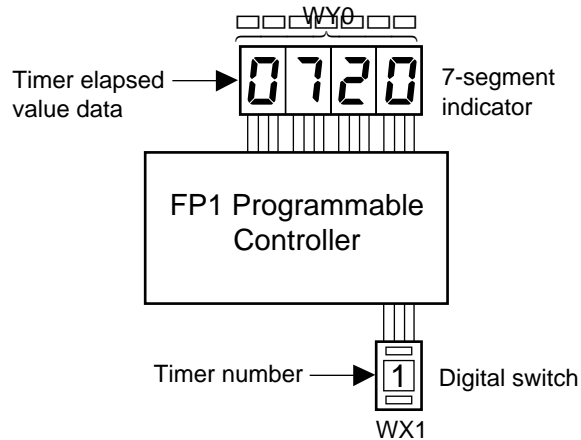 WY0
0720
Timer elapsed
value data
7-segment
indicator
FP1 Programmable
Controller
Timer number
1
Digital switch
WX1